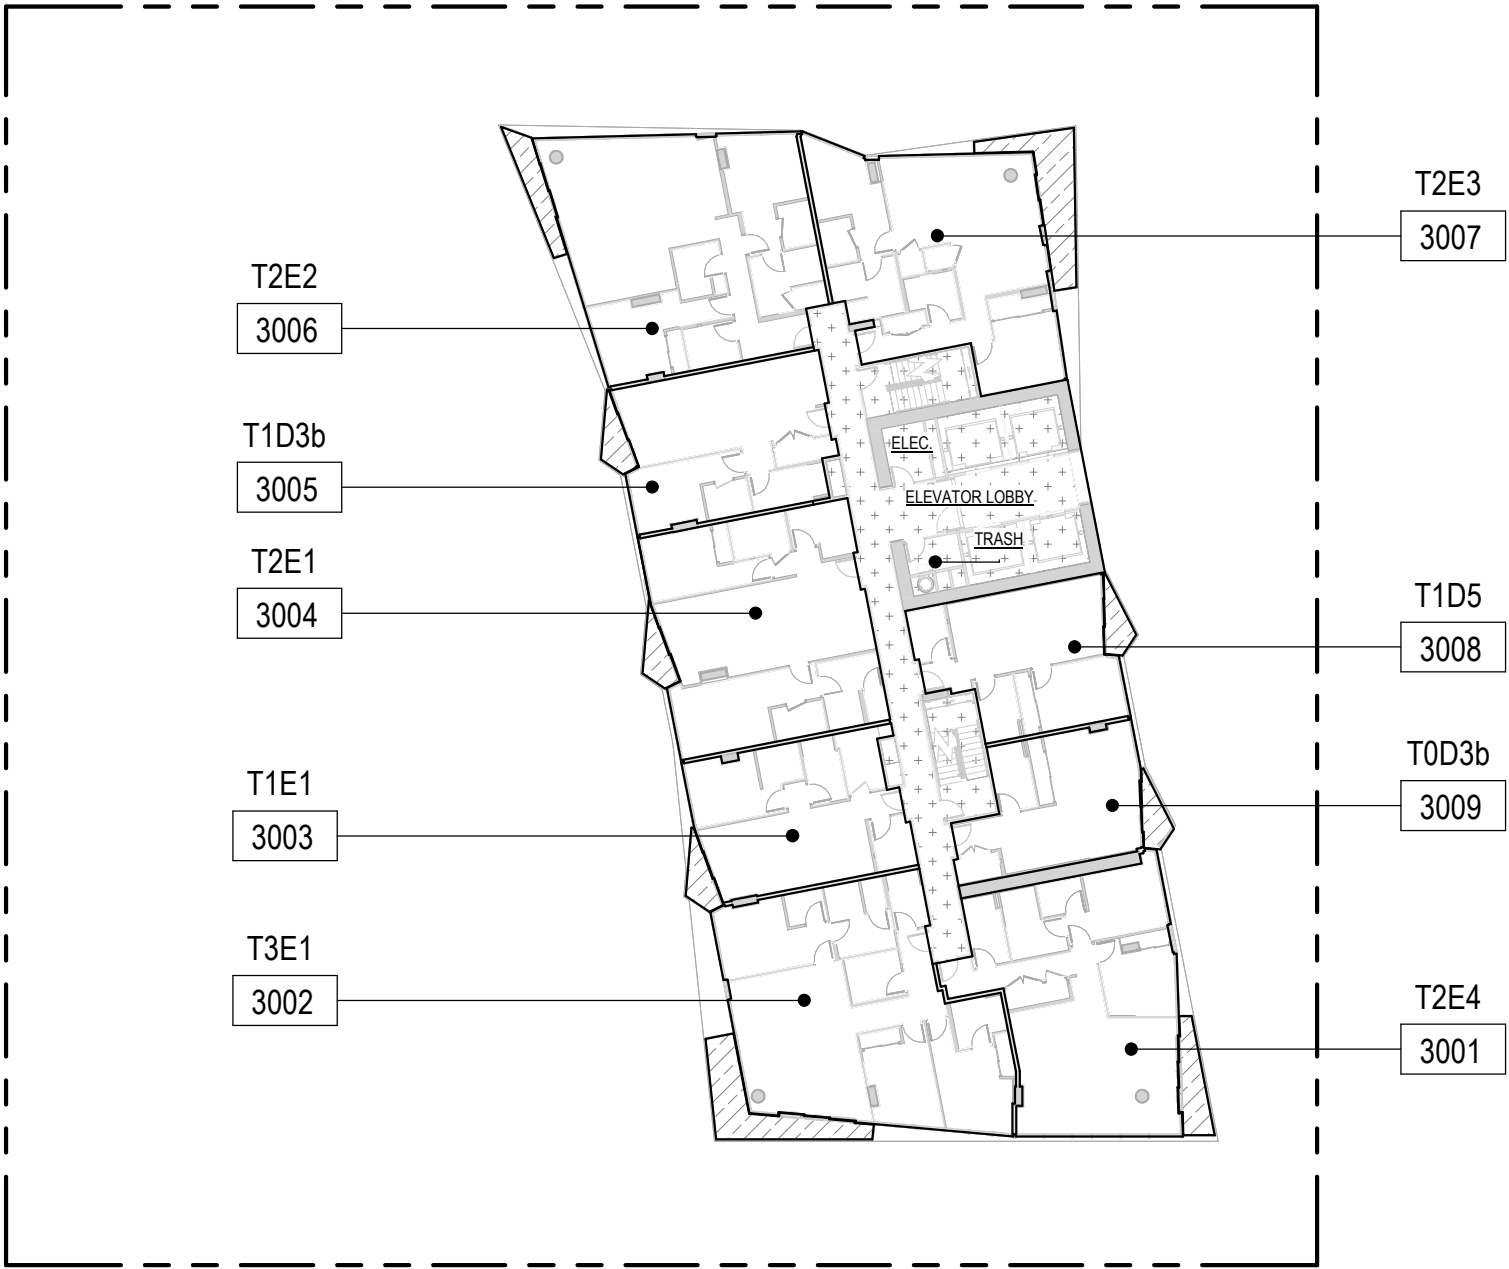 T2E3
3007
T2E2
3006
T1D3b
3005
ELEC.
ELEVATOR LOBBY
TRASH
T2E1
3004
T1D5
3008
T1E1
3003
T0D3b
3009
T3E1
3002
T2E4
3001